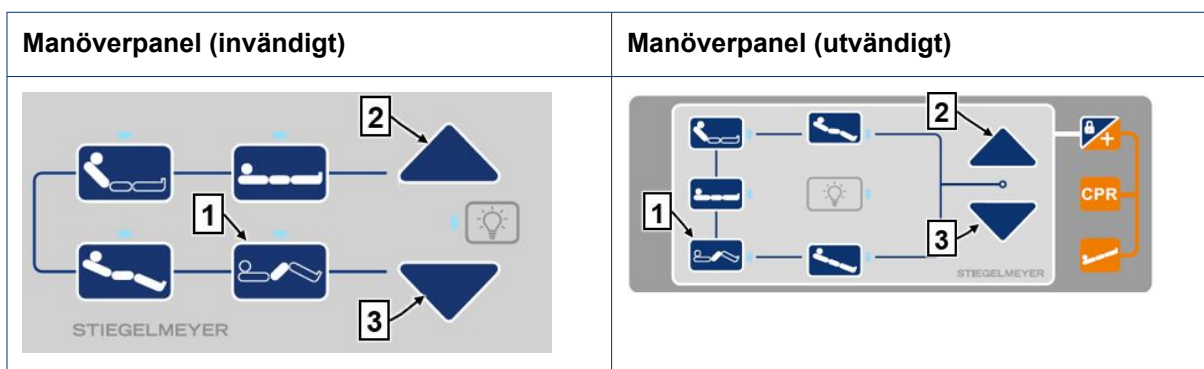 Manöverpanel (invändigt)
Manöverpanel (utvändigt)
2
1
3
STIEGELMEYER
2
1
3
+
CPR
STIEGELMEYER